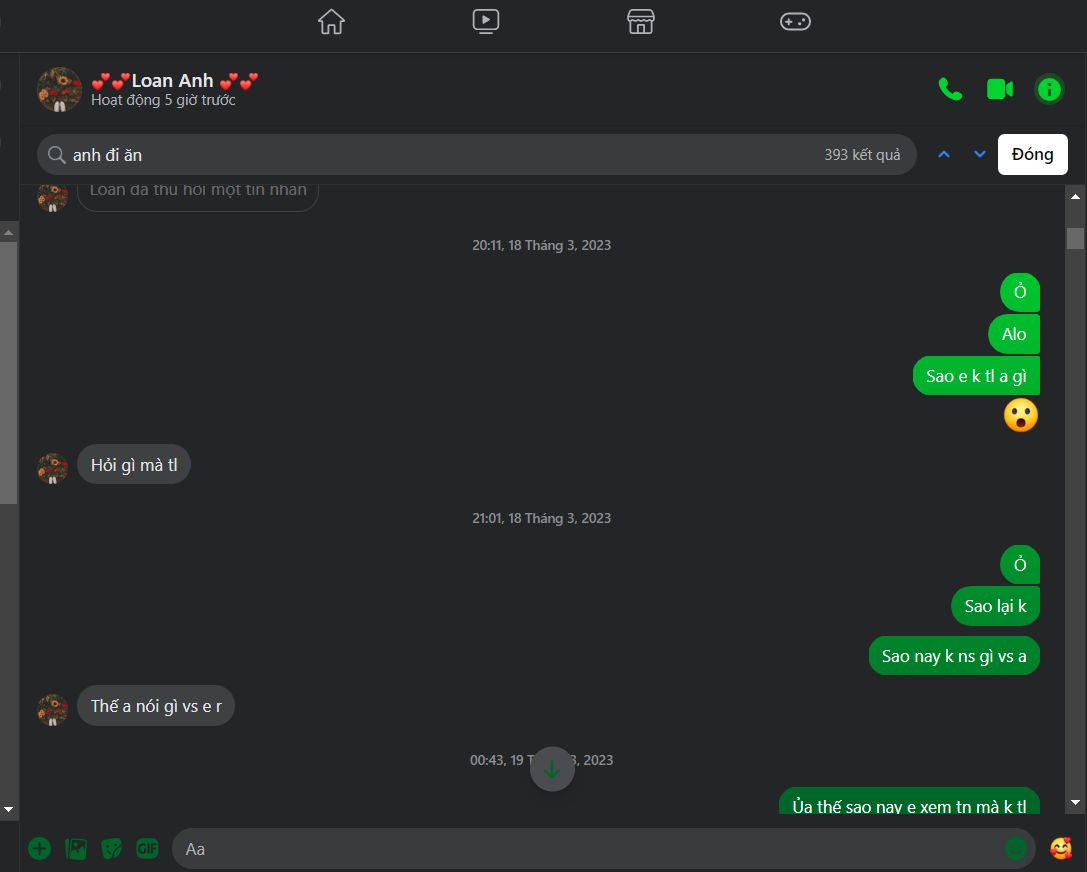 💕💕Loan Anh 💕💕
Hoạt động 5 giờ trước
anh đi ăn
393 kết quả
Đóng
Loan đã thu hồi một tin nhắn
20:11, 18 Tháng 3, 2023
Ỏ
Alo
Sao e k tl a gì
😮
Hỏi gì mà tl
21:01, 18 Tháng 3, 2023
Ỏ
Sao lại k
Sao nay k ns gì vs a
Thế a nói gì vs e r
00:43, 19 T 3, 2023
Ủa thế sao nay e xem tn mà k tl
GIF
Aa